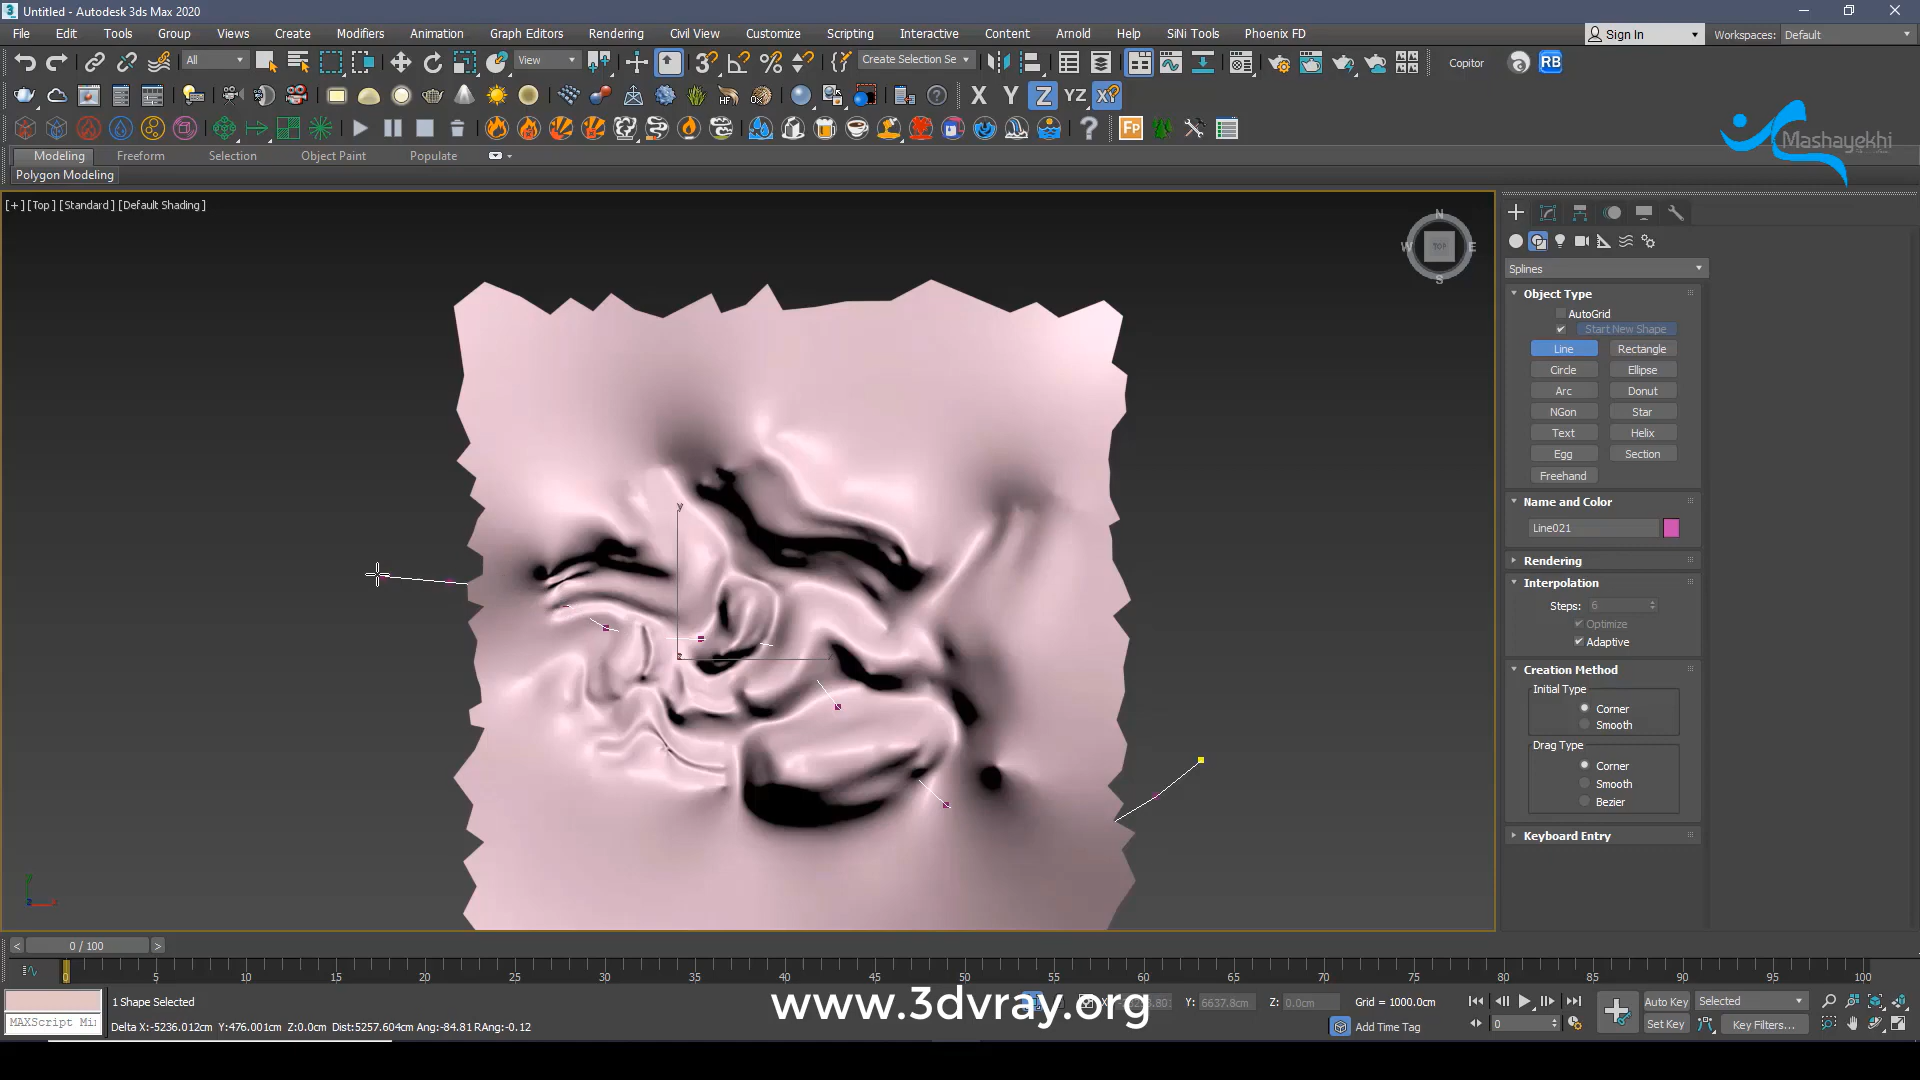 Untitled - Autodesk 3ds Max 2020
File Edit Tools Group Views Create Modifiers Animation Graph Editors Rendering Civil View Customize Scripting Interactive Content Arnold Help SiNi Tools Phoenix FD
Sign In Workspaces: Default
All View Create Selection Se Copitor RB
X Y Z YZ XY
Mashayekhi
Modeling Freeform Selection Object Paint Populate
Polygon Modeling
[+] [Top] [Standard] [Default Shading]
N
W TOP E
S
Splines
Object Type
AutoGrid
Start New Shape
Line Rectangle
Circle Ellipse
Arc Donut
NGon Star
Text Helix
Egg Section
Freehand
Name and Color
Line021
Rendering
Interpolation
Steps: 6
Optimize
Adaptive
Creation Method
Initial Type
Corner
Smooth
Drag Type
Corner
Smooth
Bezier
Keyboard Entry
y
< 0 / 100 >
0 5 10 15 20 25 30 35 40 45 50 55 60 65 70 75 80 85 90 95 100
1 Shape Selected
MAXScript Mi
Delta X:-5236.012cm Y:476.001cm Z:0.0cm Dist:5257.604cm Ang:-84.81 RAng:-0.12
www.3dvray.org
Y: 6637.8cm Z: 0.0cm Grid = 1000.0cm
Add Time Tag
0
Auto Key Selected
Set Key Key Filters...